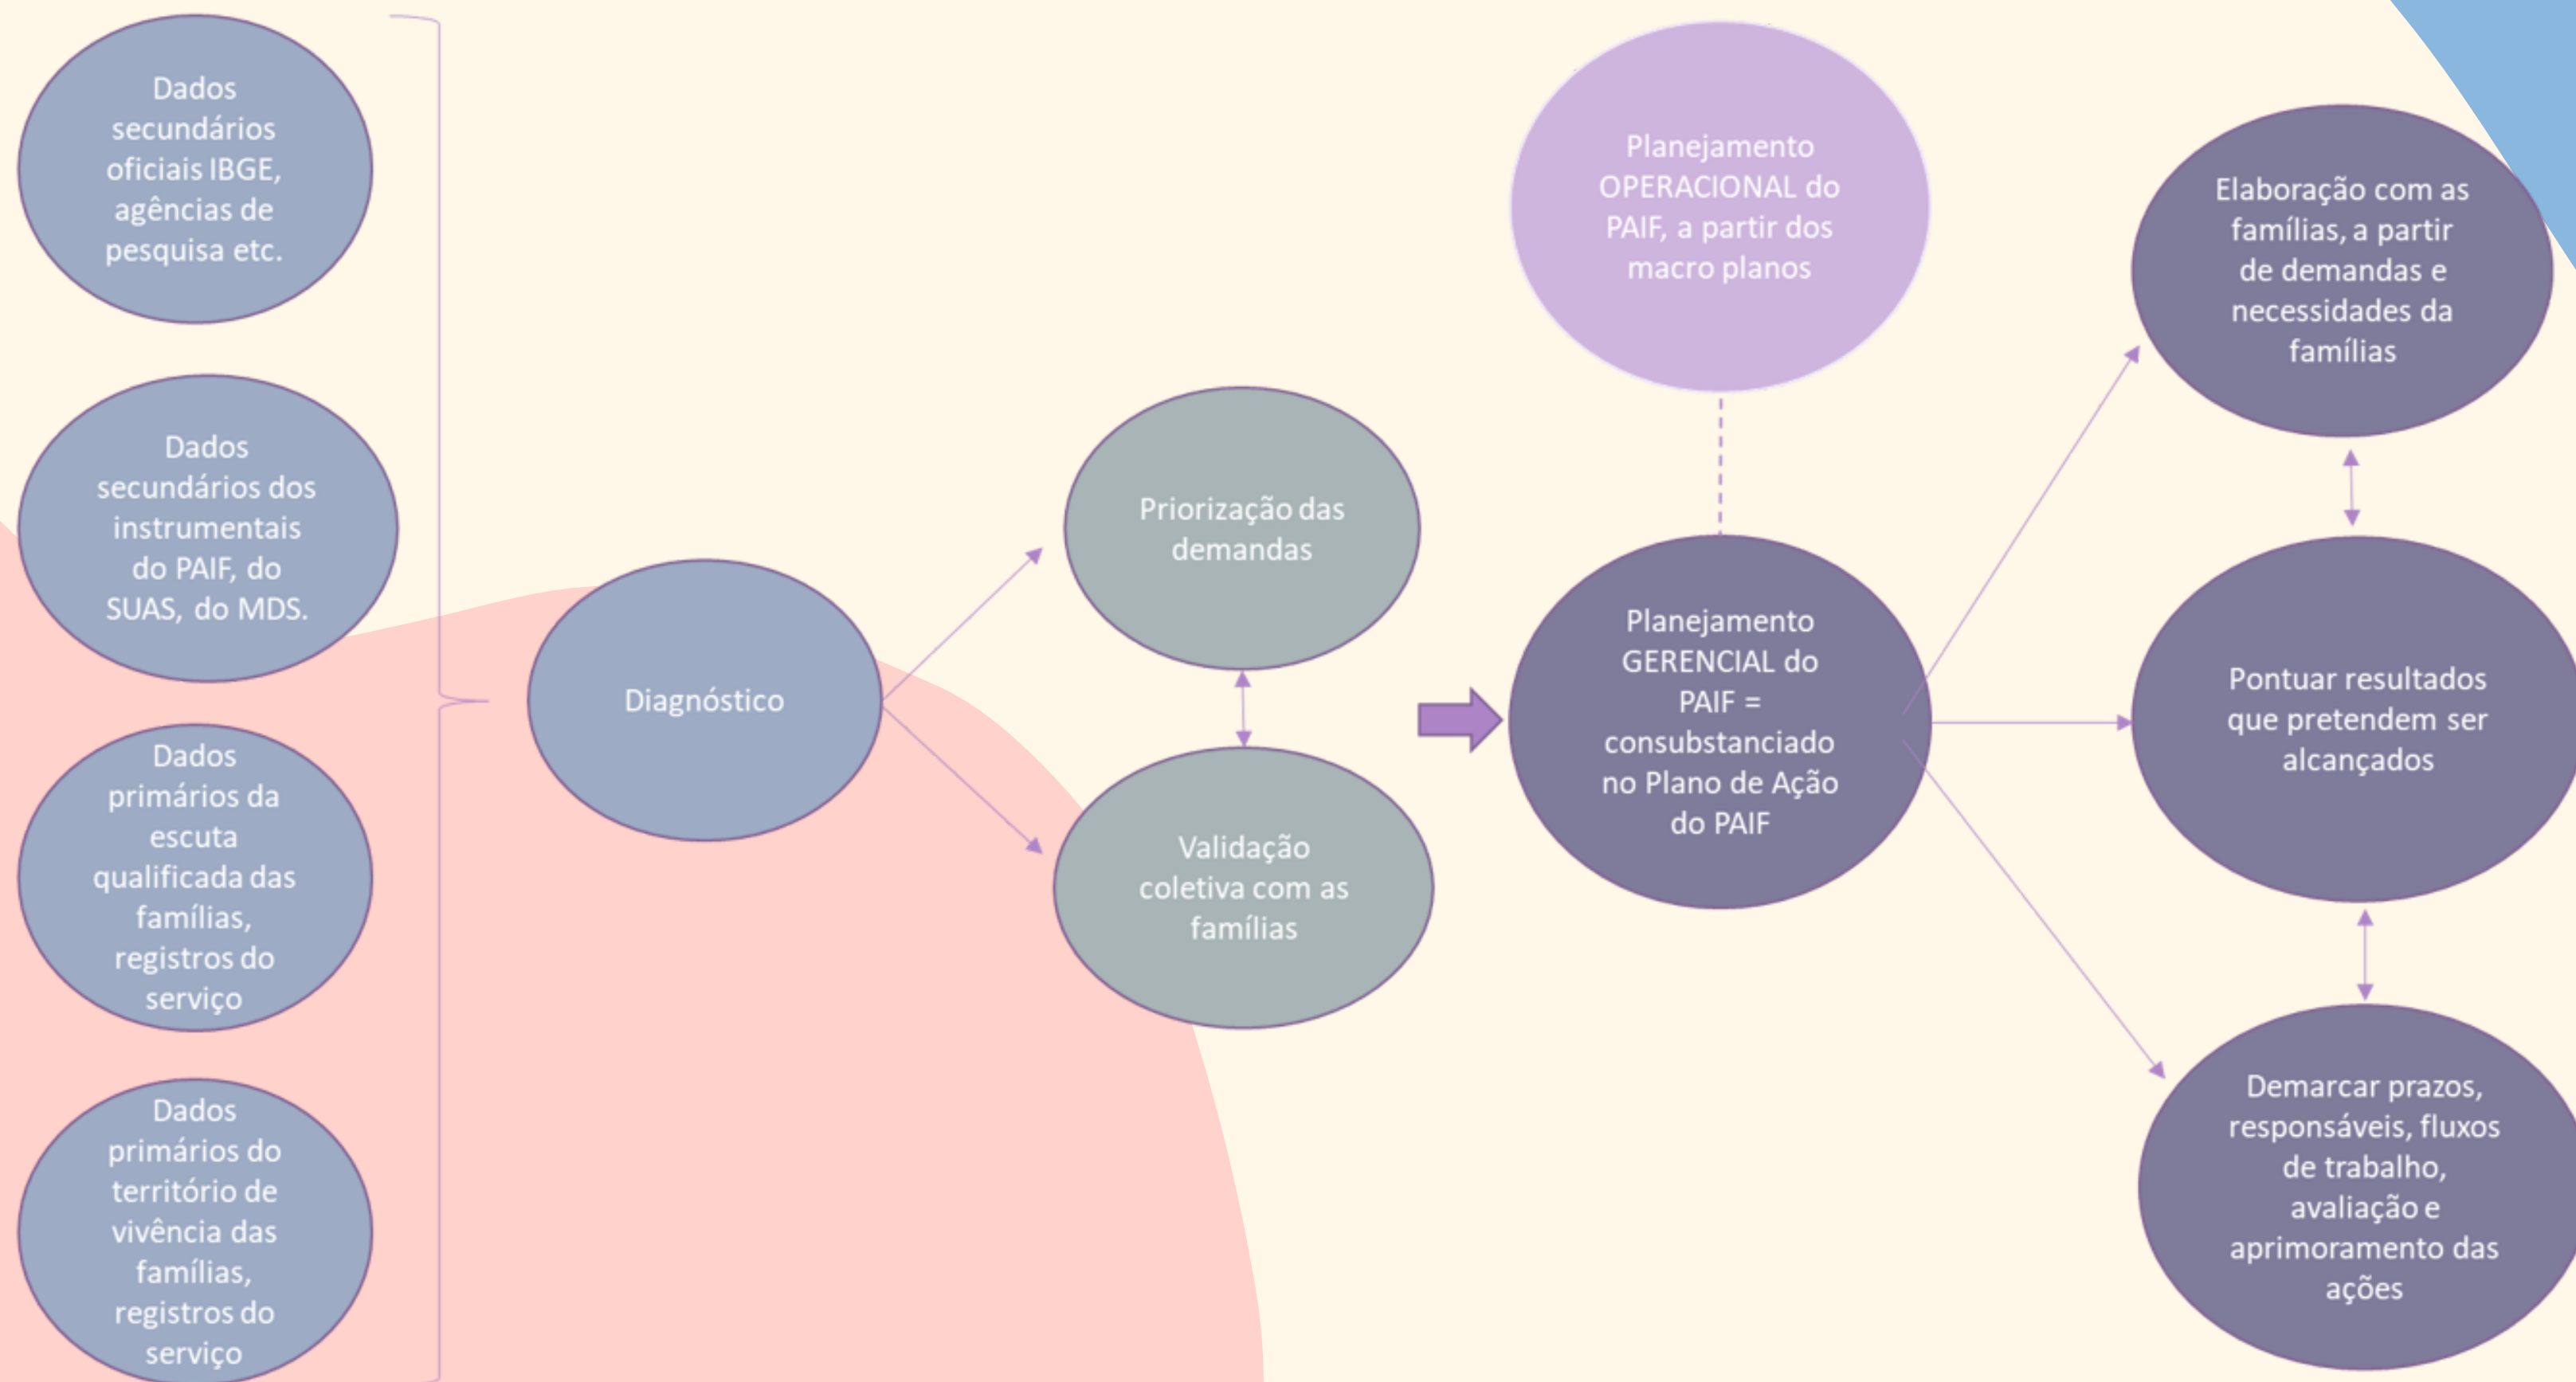 Dados
secundários
oficiais IBGE,
agências de
pesquisa etc.
Dados
secundários dos
instrumentais
do PAIF, do
SUAS, do MDS.
Dados
primários da
escuta
qualificada das
famílias,
registros do
serviço
Dados
primários do
território de
vivência das
famílias,
registros do
serviço
Diagnóstico
Priorização das
demandas
Validação
coletiva com as
famílias
Planejamento
OPERACIONAL do
PAIF, a partir dos
macro planos
Planejamento
GERENCIAL do
PAIF =
consubstanciado
no Plano de Ação
do PAIF
Elaboração com as
famílias, a partir
de demandas e
necessidades da
famílias
Pontuar resultados
que pretendem ser
alcançados
Demarcar prazos,
responsáveis, fluxos
de trabalho,
avaliação e
aprimoramento das
ações